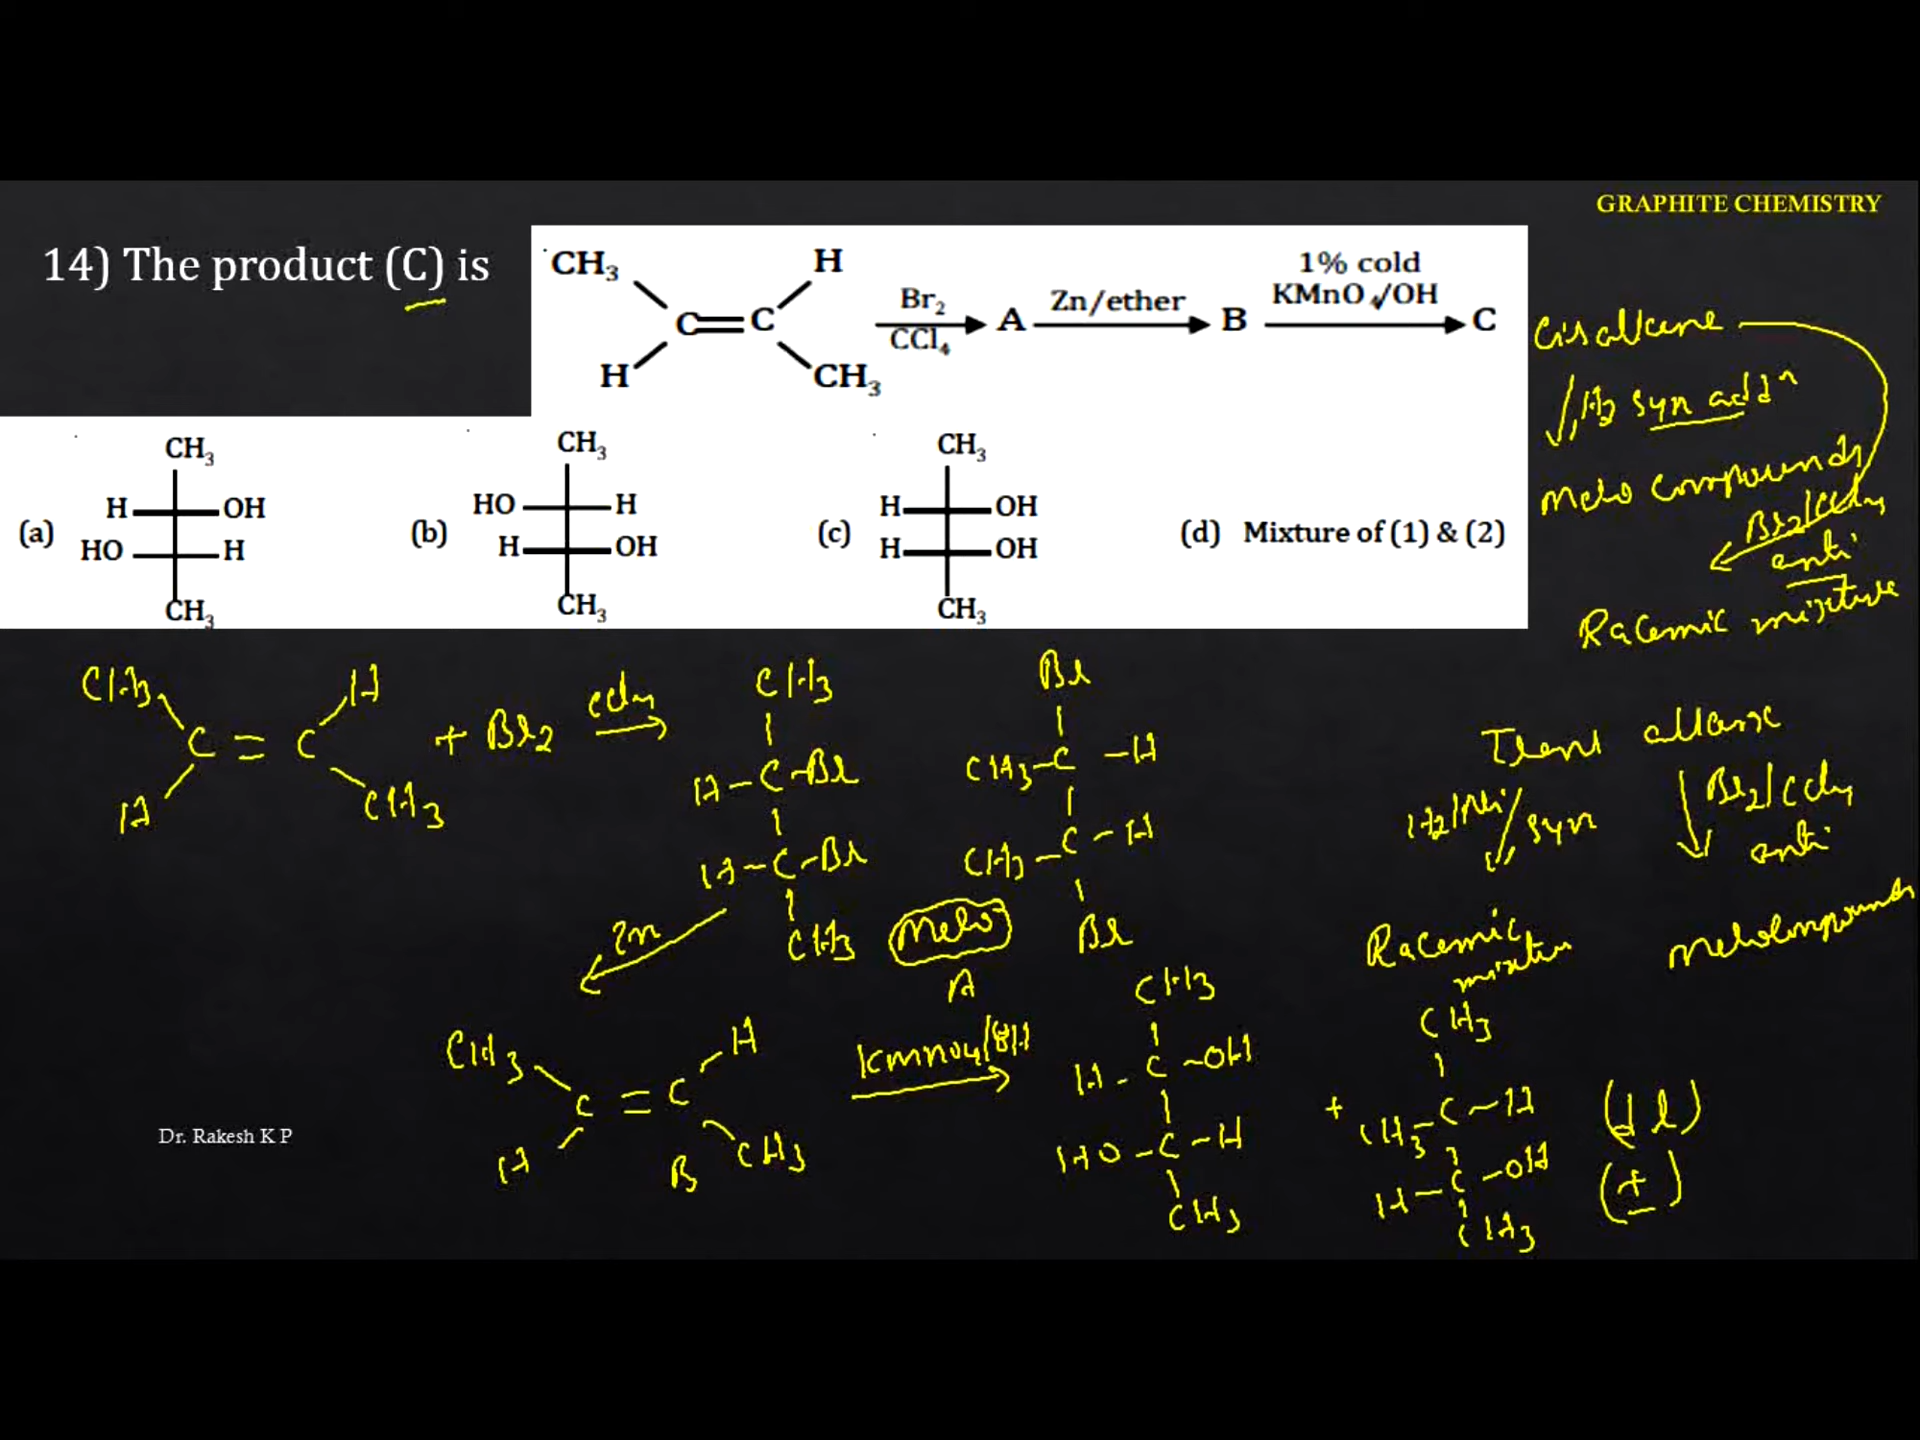 GRAPHITE CHEMISTRY
14) The product (C) is
CH₃ H
C=C
H CH₃
Br₂
CCl₄
A
Zn/ether
B
1% cold
KMnO₄/OH
C
(a)
CH₃
H OH
HO H
CH₃
(b)
CH₃
HO H
H OH
CH₃
(c)
CH₃
H OH
H OH
CH₃
(d) Mixture of (1) & (2)
Cis alkene
H₂ syn addⁿ
Meso compounds
Br₂/CCl₄
anti
Racemic mixture
CH₃ H
C = C + Br₂
H CH₃
CCl₄
CH₃
H-C-Br
H-C-Br
CH₃
Br
CH₃-C-H
CH₃-C-H
Br
Meso
A
Trans alkene
H₂/Ni
syn
Br₂/CCl₄
anti
Racemic
mixture
Meso compounds
Zn
CH₃ H
C = C
H CH₃
B
KMnO₄/OH
CH₃
H-C-OH
HO-C-H
CH₃
+
CH₃
CH₃-C-H
H-C-OH
CH₃
(d l)
(±)
Dr. Rakesh K P